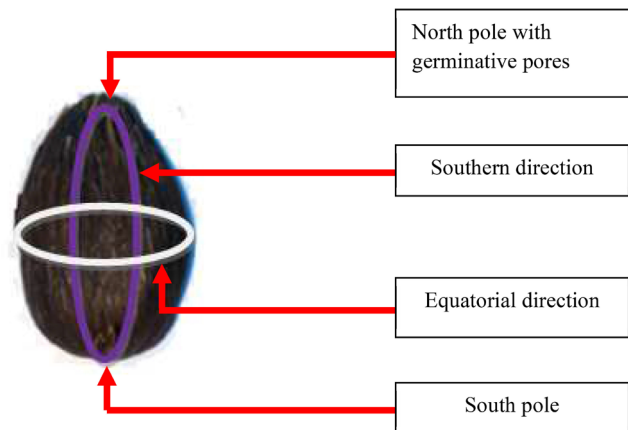 North pole with
germinative pores
Southern direction
Equatorial direction
South pole